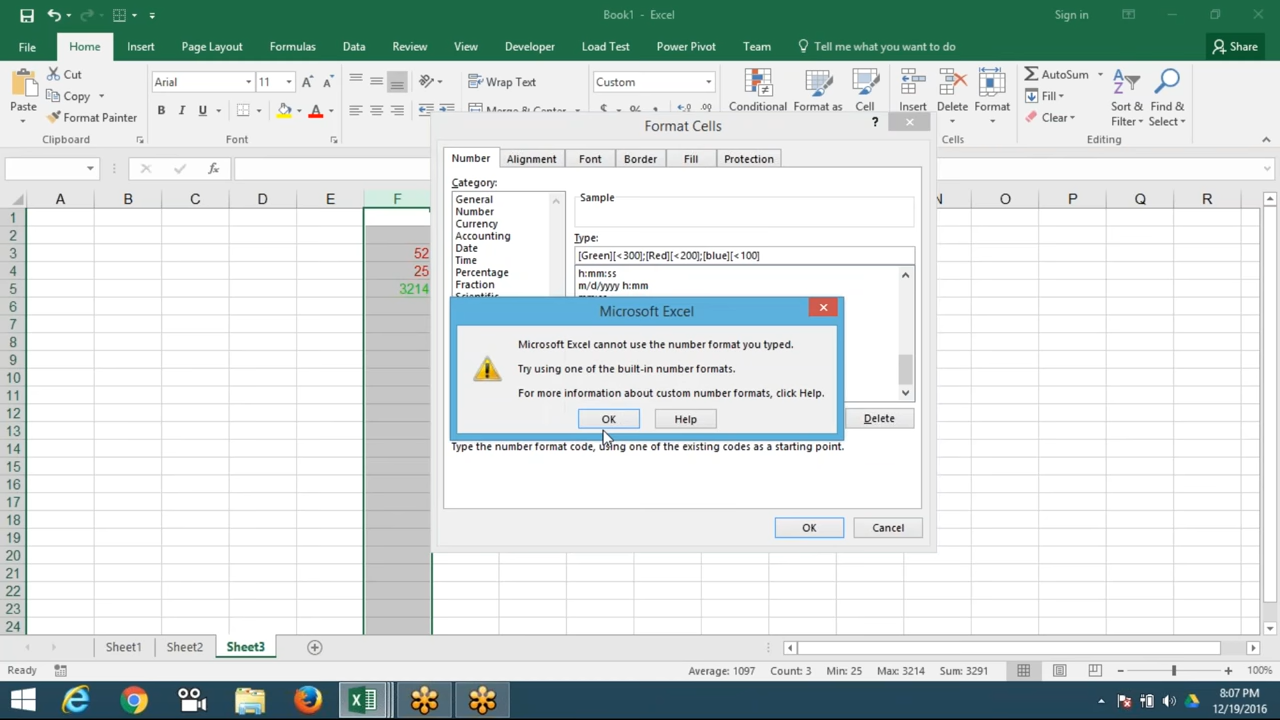 Book1 - Excel
Sign in
File
Home
Insert
Page Layout
Formulas
Data
Review
View
Developer
Load Test
Power Pivot
Team
Tell me what you want to do
Share
Paste
Cut
Copy
Format Painter
Clipboard
Arial
11
B
I
U
Font
Wrap Text
Merge & Center
Custom
Conditional
Format as
Cell
Insert
Delete
Format
Cells
AutoSum
Fill
Clear
Sort &
Filter
Find &
Select
Editing
Format Cells
?
Number
Alignment
Font
Border
Fill
Protection
Category:
General
Number
Currency
Accounting
Date
Time
Percentage
Fraction
Scientific
Sample
Type:
[Green][<300];[Red][<200];[blue][<100]
h:mm:ss
m/d/yyyy h:mm
Microsoft Excel
Microsoft Excel cannot use the number format you typed.
Try using one of the built-in number formats.
For more information about custom number formats, click Help.
OK
Help
Delete
Type the number format code, using one of the existing codes as a starting point.
OK
Cancel
A B C D E F N O P Q R
1
2
3 52
4 25
5 3214
6
7
8
9
10
11
12
13
14
15
16
17
18
19
20
21
22
23
24
Sheet1
Sheet2
Sheet3
Ready
Average: 1097 Count: 3 Min: 25 Max: 3214 Sum: 3291
100%
8:07 PM
12/19/2016